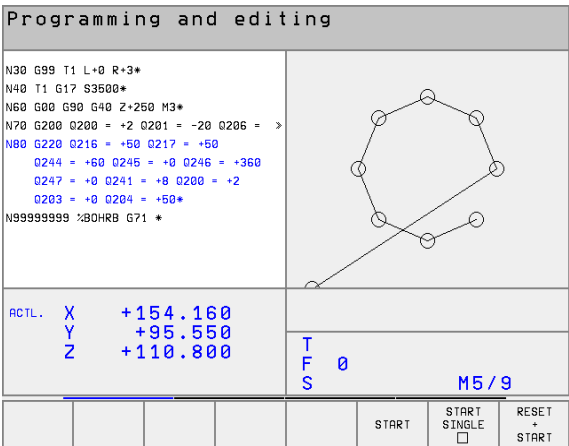 Programming and editing
N30 G99 T1 L+0 R+3*
N40 T1 G17 S3500*
N60 G00 G90 G40 Z+250 M3*
N70 G200 Q200 = +2 Q201 = -20 Q206 = »
N80 G220 Q216 = +50 Q217 = +50
Q244 = +60 Q245 = +0 Q246 = +360
Q247 = +0 Q241 = +8 Q200 = +2
Q203 = +0 Q204 = +50*
N99999999 %BOHRB G71 *
ACTL. X +154.160
Y +95.550
Z +110.800
T
F 0
S M5/9
START
START SINGLE
RESET + START